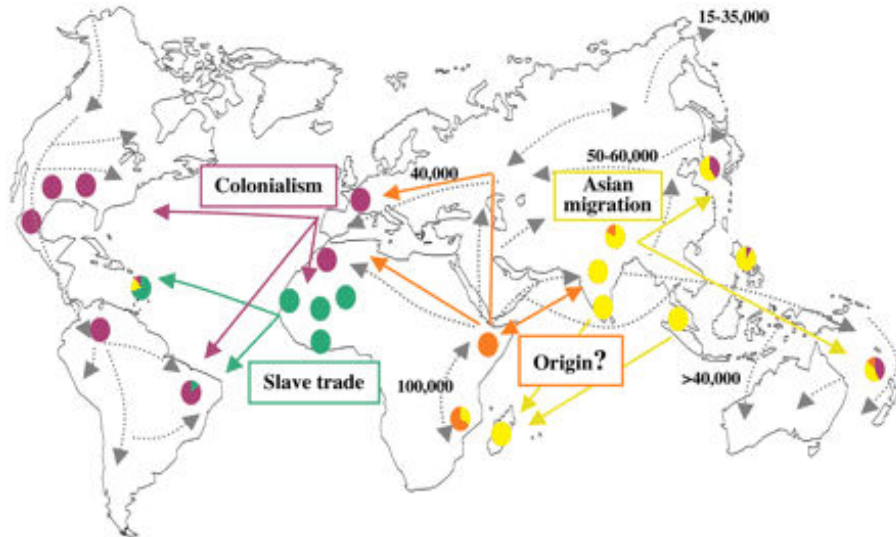 15-35,000
40,000
50-60,000
Colonialism
Asian
migration
Slave trade
100,000
Origin?
>40,000